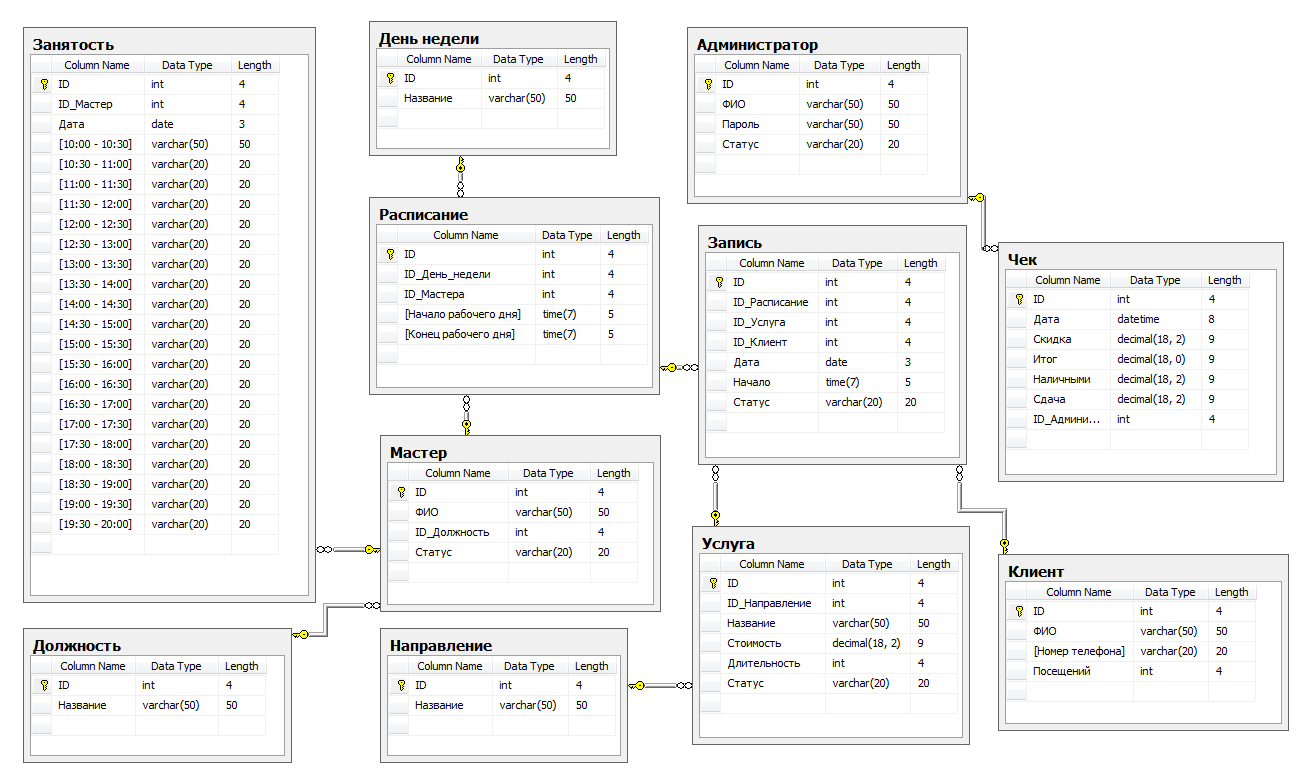 Занятость
Column Name Data Type Length
ID int 4
ID_Мастер int 4
Дата date 3
[10:00 - 10:30] varchar(50) 50
[10:30 - 11:00] varchar(20) 20
[11:00 - 11:30] varchar(20) 20
[11:30 - 12:00] varchar(20) 20
[12:00 - 12:30] varchar(20) 20
[12:30 - 13:00] varchar(20) 20
[13:00 - 13:30] varchar(20) 20
[13:30 - 14:00] varchar(20) 20
[14:00 - 14:30] varchar(20) 20
[14:30 - 15:00] varchar(20) 20
[15:00 - 15:30] varchar(20) 20
[15:30 - 16:00] varchar(20) 20
[16:00 - 16:30] varchar(20) 20
[16:30 - 17:00] varchar(20) 20
[17:00 - 17:30] varchar(20) 20
[17:30 - 18:00] varchar(20) 20
[18:00 - 18:30] varchar(20) 20
[18:30 - 19:00] varchar(20) 20
[19:00 - 19:30] varchar(20) 20
[19:30 - 20:00] varchar(20) 20
День недели
Column Name Data Type Length
ID int 4
Название varchar(50) 50
Администратор
Column Name Data Type Length
ID int 4
ФИО varchar(50) 50
Пароль varchar(50) 50
Статус varchar(20) 20
Расписание
Column Name Data Type Length
ID int 4
ID_День_недели int 4
ID_Мастера int 4
[Начало рабочего дня] time(7) 5
[Конец рабочего дня] time(7) 5
Запись
Column Name Data Type Length
ID int 4
ID_Расписание int 4
ID_Услуга int 4
ID_Клиент int 4
Дата date 3
Начало time(7) 5
Статус varchar(20) 20
Чек
Column Name Data Type Length
ID int 4
Дата datetime 8
Скидка decimal(18, 2) 9
Итог decimal(18, 0) 9
Наличными decimal(18, 2) 9
Сдача decimal(18, 2) 9
ID_Админи... int 4
Мастер
Column Name Data Type Length
ID int 4
ФИО varchar(50) 50
ID_Должность int 4
Статус varchar(20) 20
Услуга
Column Name Data Type Length
ID int 4
ID_Направление int 4
Название varchar(50) 50
Стоимость decimal(18, 2) 9
Длительность int 4
Статус varchar(20) 20
Клиент
Column Name Data Type Length
ID int 4
ФИО varchar(50) 50
[Номер телефона] varchar(20) 20
Посещений int 4
Должность
Column Name Data Type Length
ID int 4
Название varchar(50) 50
Направление
Column Name Data Type Length
ID int 4
Название varchar(50) 50